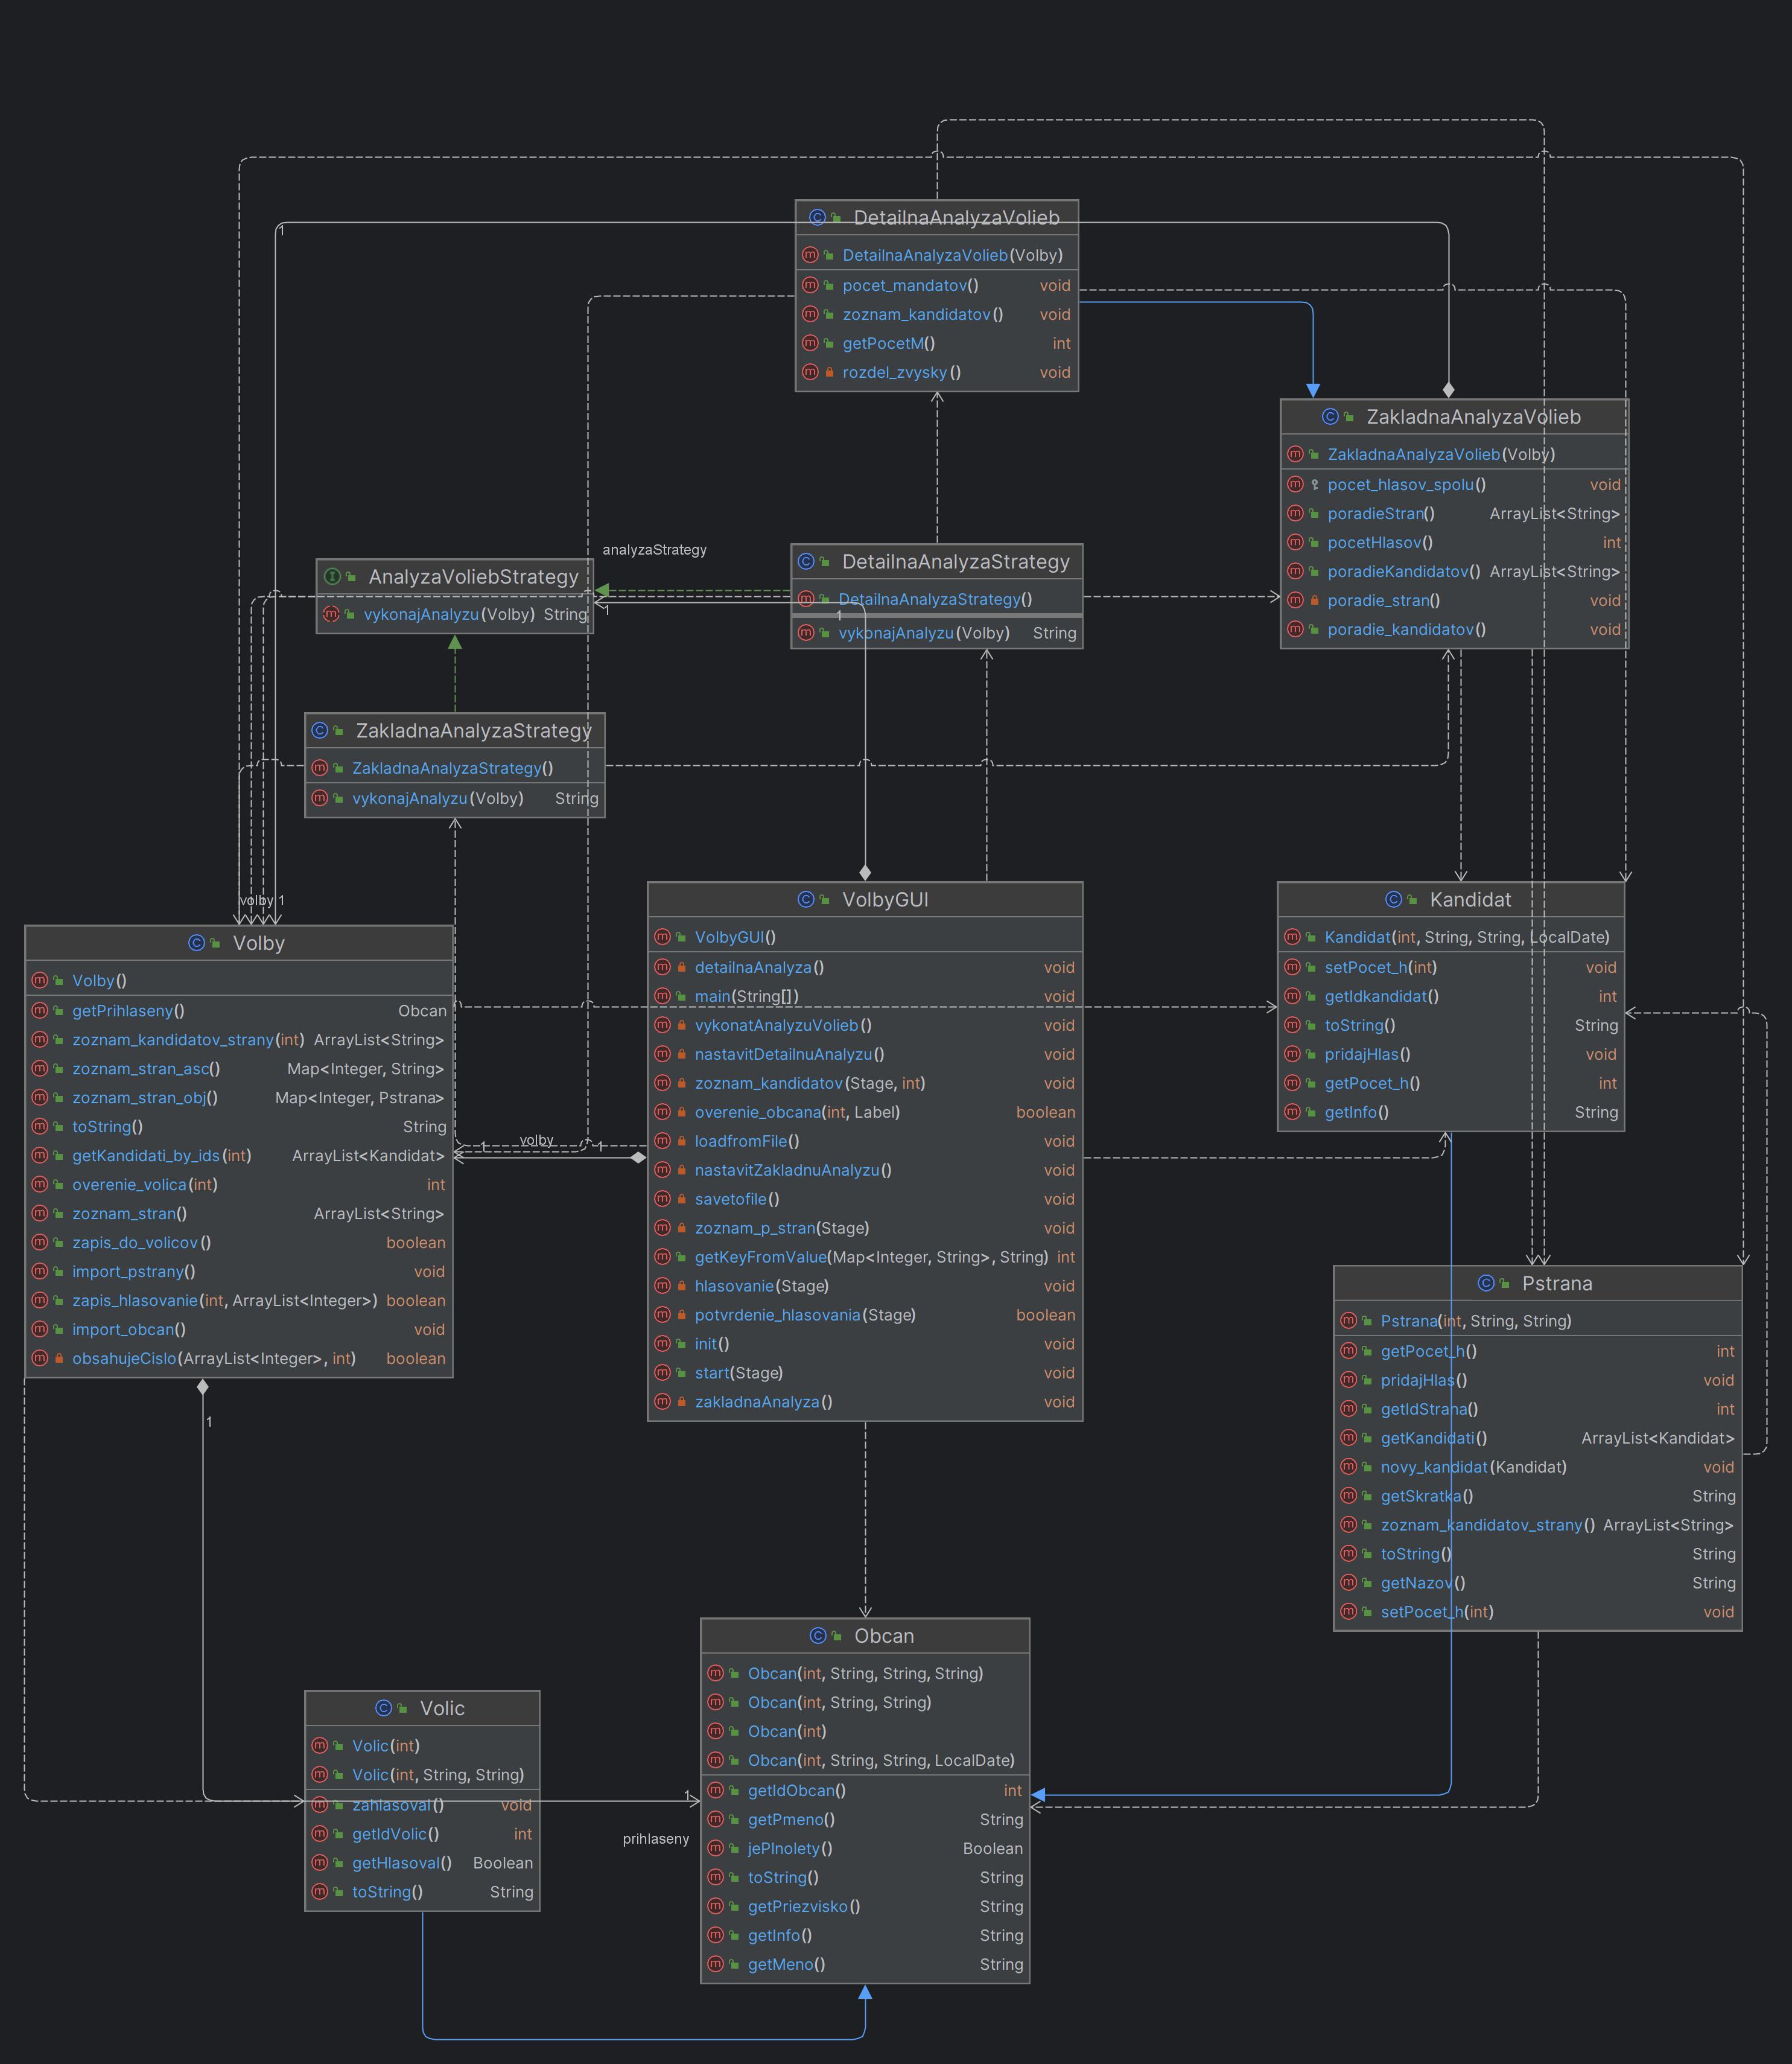 DetailnaAnalyzaVolieb
DetailnaAnalyzaVolieb(Volby)
pocet_mandatov() void
zoznam_kandidatov() void
getPocetM() int
rozdel_zvysky() void
1
ZakladnaAnalyzaVolieb
ZakladnaAnalyzaVolieb(Volby)
pocet_hlasov_spolu() void
poradieStran() ArrayList<String>
pocetHlasov() int
poradieKandidatov() ArrayList<String>
poradie_stran() void
poradie_kandidatov() void
analyzaStrategy
AnalyzaVoliebStrategy
vykonajAnalyzu(Volby) String
1
DetailnaAnalyzaStrategy
DetailnaAnalyzaStrategy()
1
vykonajAnalyzu(Volby) String
ZakladnaAnalyzaStrategy
ZakladnaAnalyzaStrategy()
vykonajAnalyzu(Volby) String
volby 1
Volby
Volby()
getPrihlaseny() Obcan
zoznam_kandidatov_strany(int) ArrayList<String>
zoznam_stran_asc() Map<Integer, String>
zoznam_stran_obj() Map<Integer, Pstrana>
toString() String
getKandidati_by_ids(int) ArrayList<Kandidat>
overenie_volica(int) int
zoznam_stran() ArrayList<String>
zapis_do_volicov() boolean
import_pstrany() void
zapis_hlasovanie(int, ArrayList<Integer>) boolean
import_obcan() void
obsahujeCislo(ArrayList<Integer>, int) boolean
1
1 volby 1
VolbyGUI
VolbyGUI()
detailnaAnalyza() void
main(String[]) void
vykonatAnalyzuVolieb() void
nastavitDetailnuAnalyzu() void
zoznam_kandidatov(Stage, int) void
overenie_obcana(int, Label) boolean
loadfromFile() void
nastavitZakladnuAnalyzu() void
savetofile() void
zoznam_p_stran(Stage) void
getKeyFromValue(Map<Integer, String>, String) int
hlasovanie(Stage) void
potvrdenie_hlasovania(Stage) boolean
init() void
start(Stage) void
zakladnaAnalyza() void
Kandidat
Kandidat(int, String, String, LocalDate)
setPocet_h(int) void
getIdkandidat() int
toString() String
pridajHlas() void
getPocet_h() int
getInfo() String
Pstrana
Pstrana(int, String, String)
getPocet_h() int
pridajHlas() void
getIdStrana() int
getKandidati() ArrayList<Kandidat>
novy_kandidat(Kandidat) void
getSkratka() String
zoznam_kandidatov_strany() ArrayList<String>
toString() String
getNazov() String
setPocet_h(int) void
Volic
Volic(int)
Volic(int, String, String)
zahlasoval() void
getIdVolic() int
getHlasoval() Boolean
toString() String
1
prihlaseny
Obcan
Obcan(int, String, String, String)
Obcan(int, String, String)
Obcan(int)
Obcan(int, String, String, LocalDate)
getIdObcan() int
getPmeno() String
jePlnolety() Boolean
toString() String
getPriezvisko() String
getInfo() String
getMeno() String